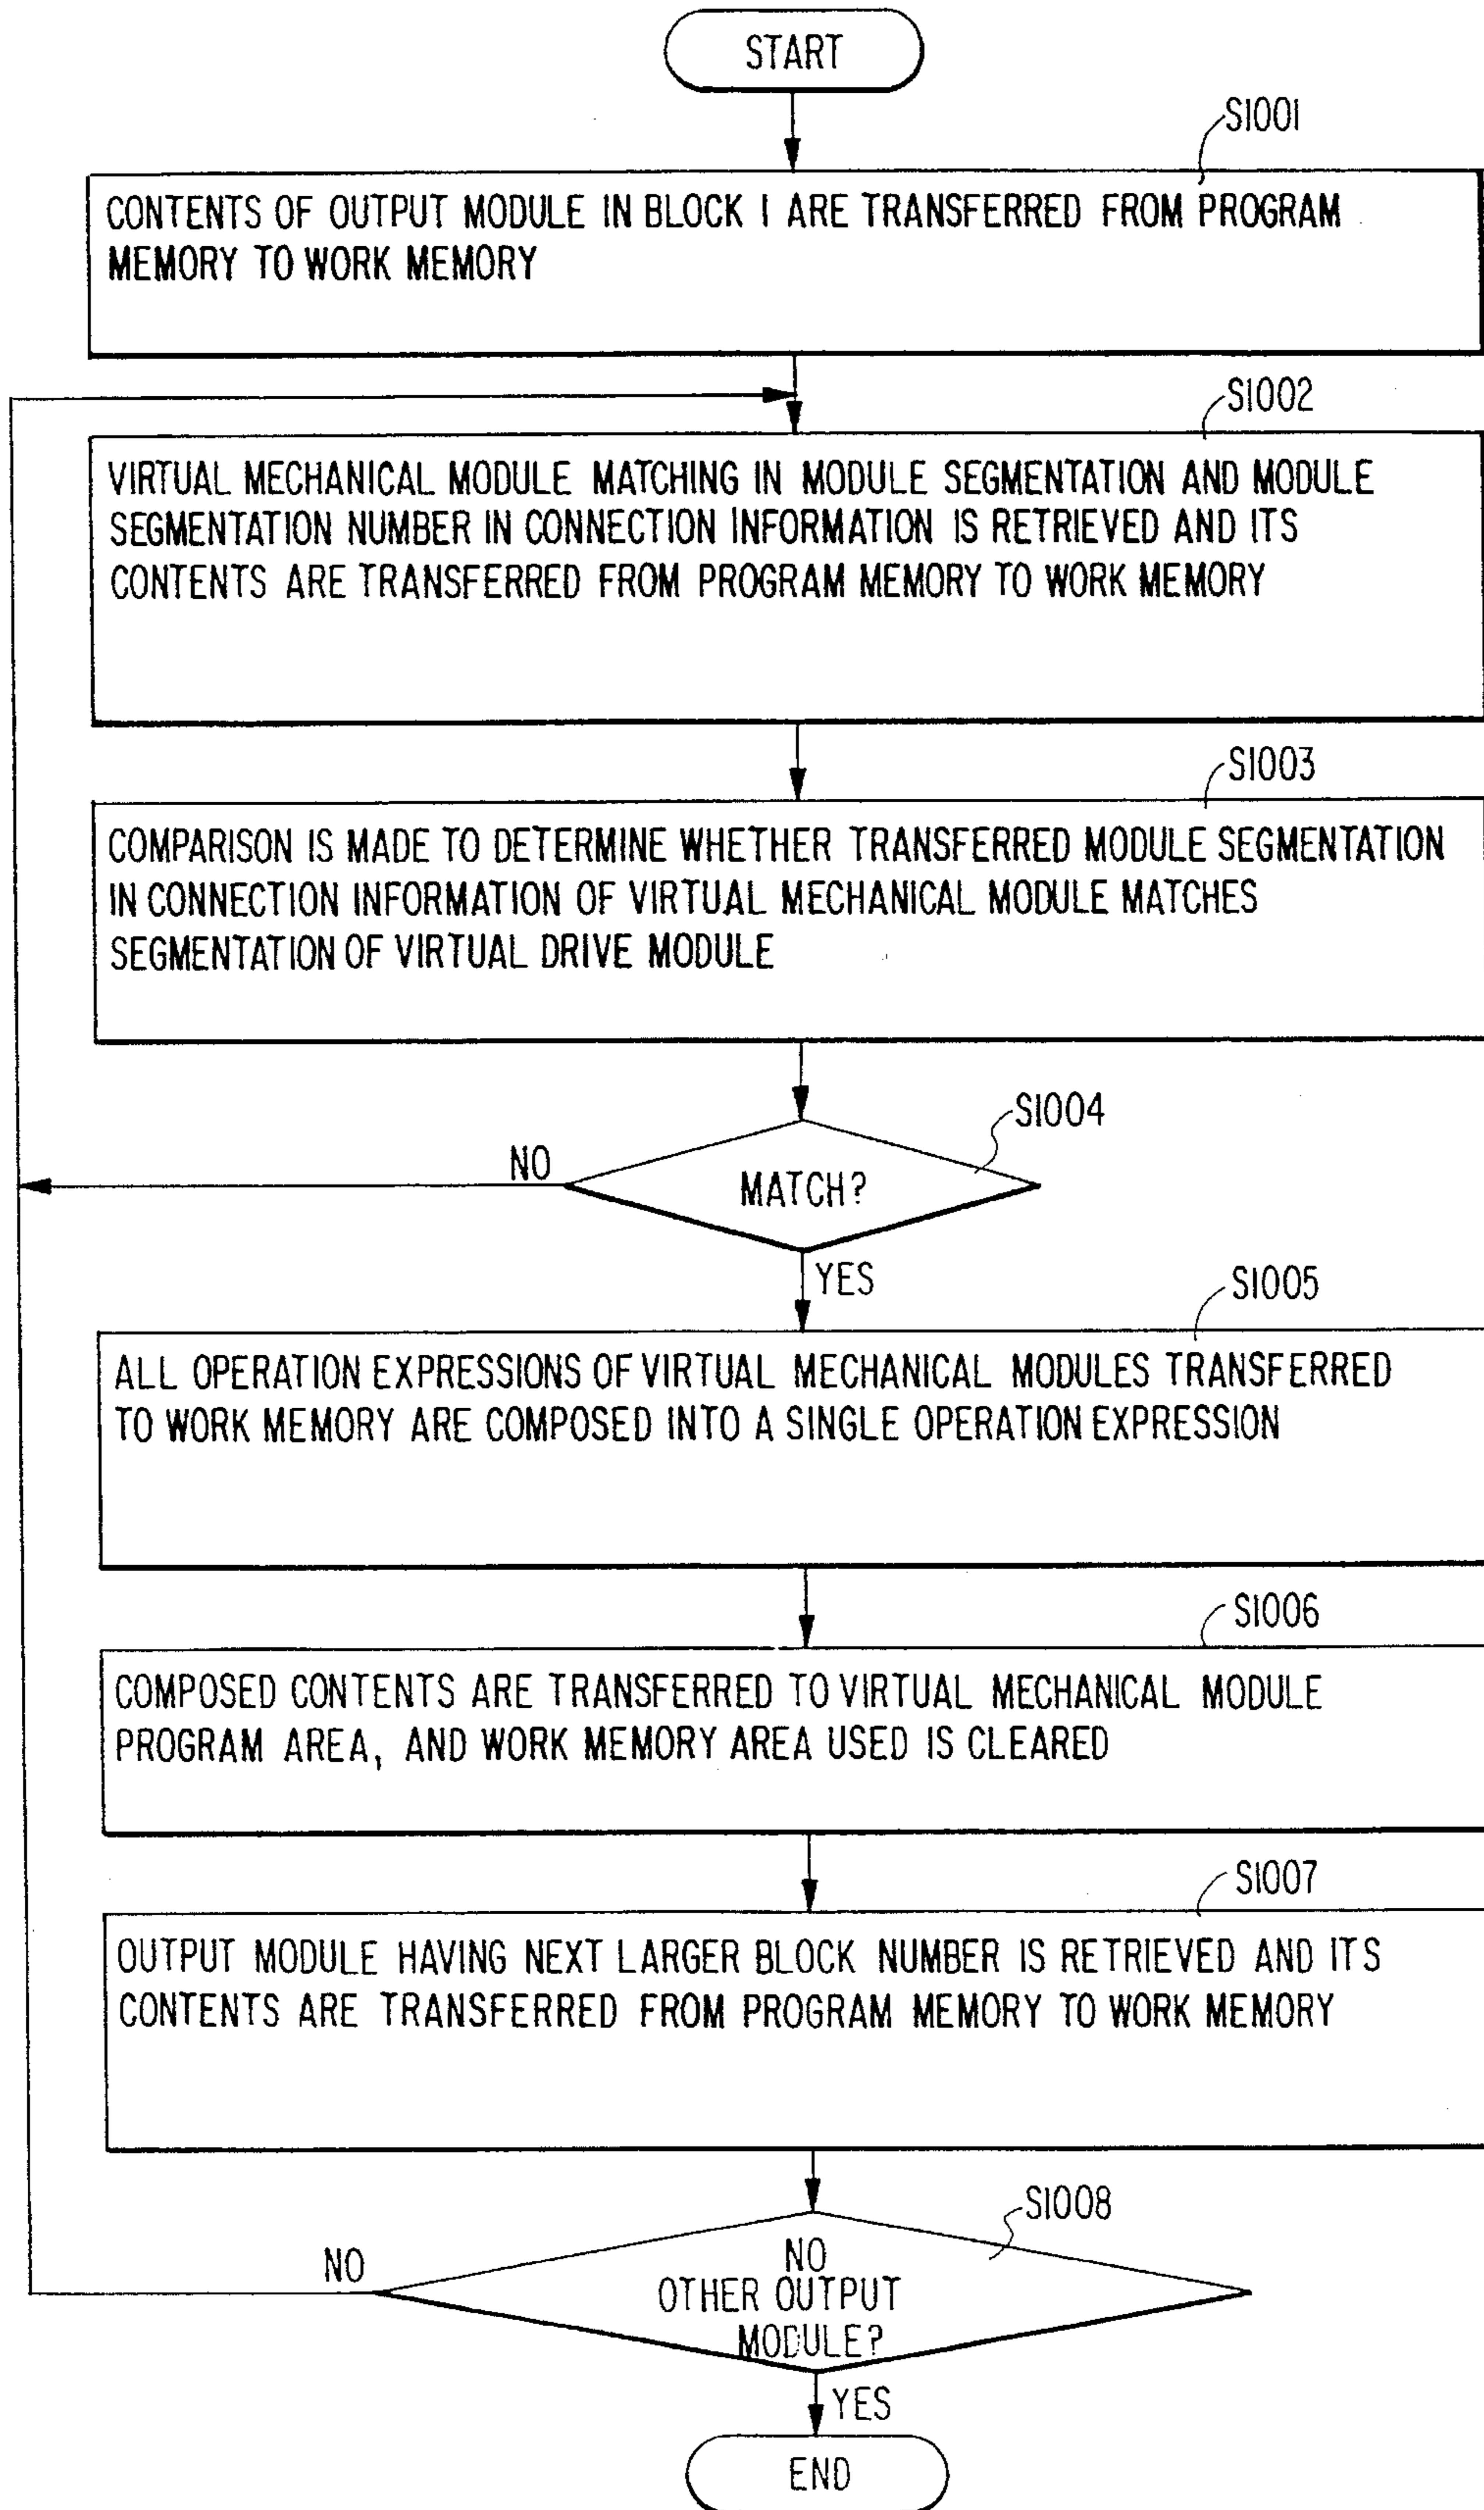 START
S1001
CONTENTS OF OUTPUT MODULE IN BLOCK 1 ARE TRANSFERRED FROM PROGRAM
MEMORY TO WORK MEMORY
S1002
VIRTUAL MECHANICAL MODULE MATCHING IN MODULE SEGMENTATION AND MODULE
SEGMENTATION NUMBER IN CONNECTION INFORMATION IS RETRIEVED AND ITS
CONTENTS ARE TRANSFERRED FROM PROGRAM MEMORY TO WORK MEMORY
S1003
COMPARISON IS MADE TO DETERMINE WHETHER TRANSFERRED MODULE SEGMENTATION
IN CONNECTION INFORMATION OF VIRTUAL MECHANICAL MODULE MATCHES
SEGMENTATION OF VIRTUAL DRIVE MODULE
S1004
NO
MATCH?
YES
S1005
ALL OPERATION EXPRESSIONS OF VIRTUAL MECHANICAL MODULES TRANSFERRED
TO WORK MEMORY ARE COMPOSED INTO A SINGLE OPERATION EXPRESSION
S1006
COMPOSED CONTENTS ARE TRANSFERRED TO VIRTUAL MECHANICAL MODULE
PROGRAM AREA, AND WORK MEMORY AREA USED IS CLEARED
S1007
OUTPUT MODULE HAVING NEXT LARGER BLOCK NUMBER IS RETRIEVED AND ITS
CONTENTS ARE TRANSFERRED FROM PROGRAM MEMORY TO WORK MEMORY
S1008
NO
NO
OTHER OUTPUT
MODULE?
YES
END